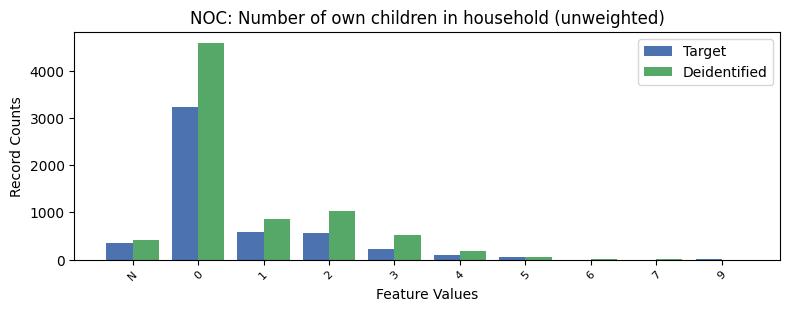 NOC: Number of own children in household (unweighted)
Target
Deidentified
Record Counts
4000
3000
2000
1000
0
N 0 1 2 3 4 5 6 7 9
Feature Values